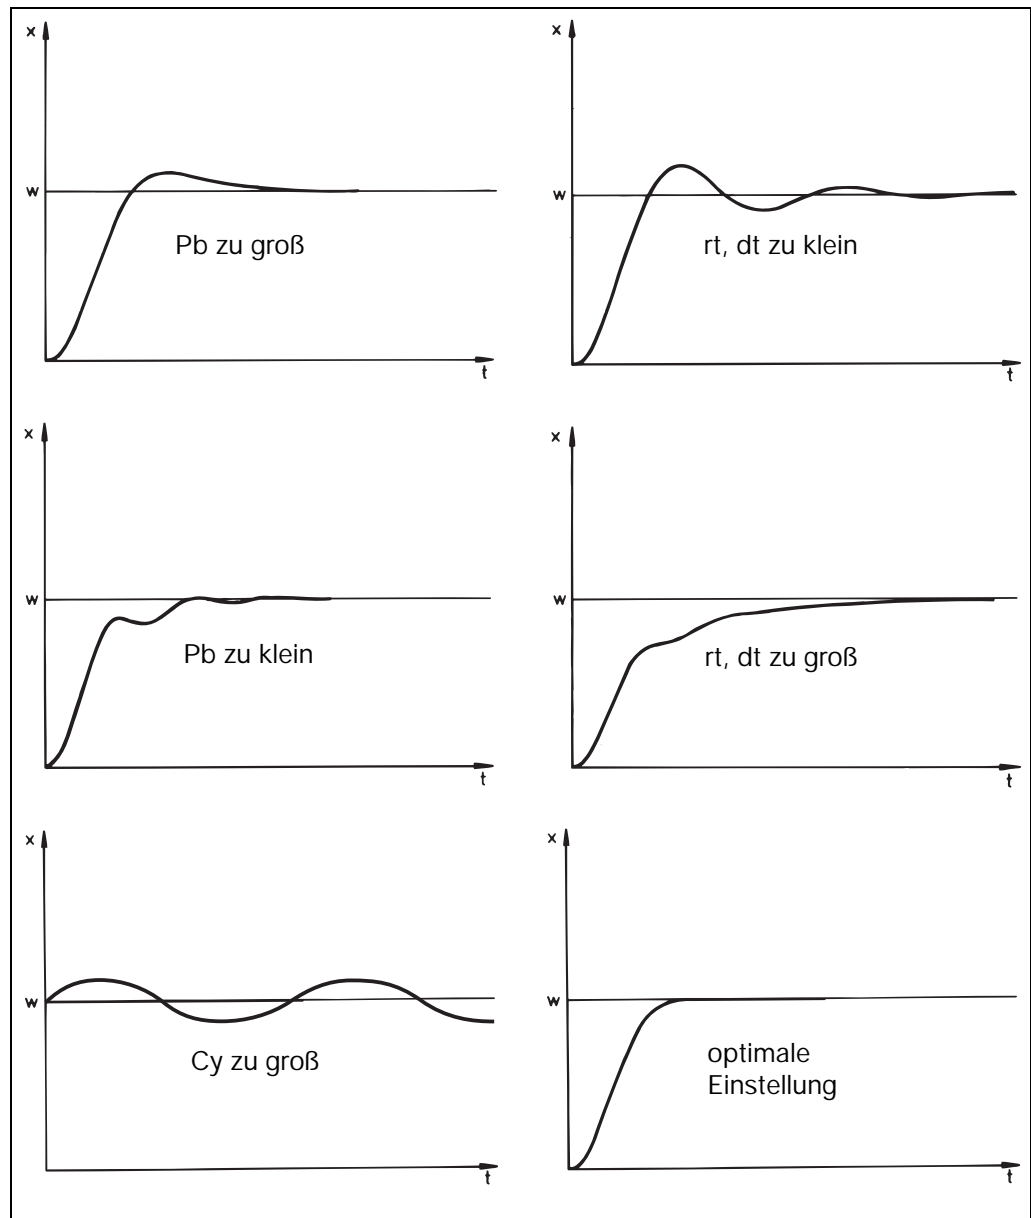 x
w
Pb zu groß
t
x
w
rt, dt zu klein
t
x
w
Pb zu klein
t
x
w
rt, dt zu groß
t
x
w
Cy zu groß
t
x
w
optimale
Einstellung
t